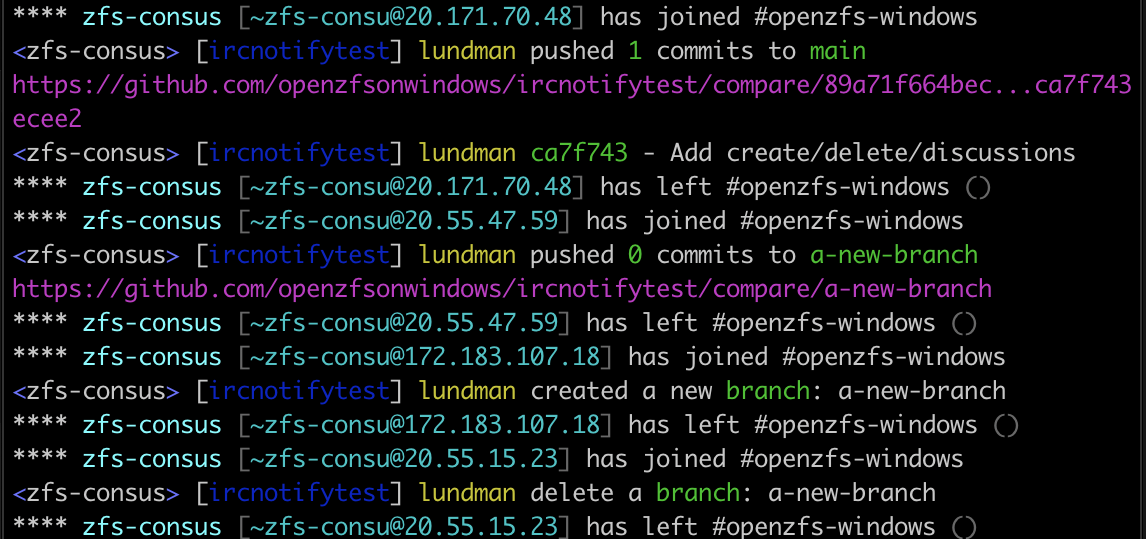 **** zfs-consus [~zfs-consu@20.171.70.48] has joined #openzfs-windows
<zfs-consus> [ircnotifytest] lundman pushed 1 commits to main
https://github.com/openzfsonwindows/ircnotifytest/compare/89a71f664bec...ca7f743
ecee2
<zfs-consus> [ircnotifytest] lundman ca7f743 - Add create/delete/discussions
**** zfs-consus [~zfs-consu@20.171.70.48] has left #openzfs-windows ()
**** zfs-consus [~zfs-consu@20.55.47.59] has joined #openzfs-windows
<zfs-consus> [ircnotifytest] lundman pushed 0 commits to a-new-branch
https://github.com/openzfsonwindows/ircnotifytest/compare/a-new-branch
**** zfs-consus [~zfs-consu@20.55.47.59] has left #openzfs-windows ()
**** zfs-consus [~zfs-consu@172.183.107.18] has joined #openzfs-windows
<zfs-consus> [ircnotifytest] lundman created a new branch: a-new-branch
**** zfs-consus [~zfs-consu@172.183.107.18] has left #openzfs-windows ()
**** zfs-consus [~zfs-consu@20.55.15.23] has joined #openzfs-windows
<zfs-consus> [ircnotifytest] lundman delete a branch: a-new-branch
**** zfs-consus [~zfs-consu@20.55.15.23] has left #openzfs-windows ()